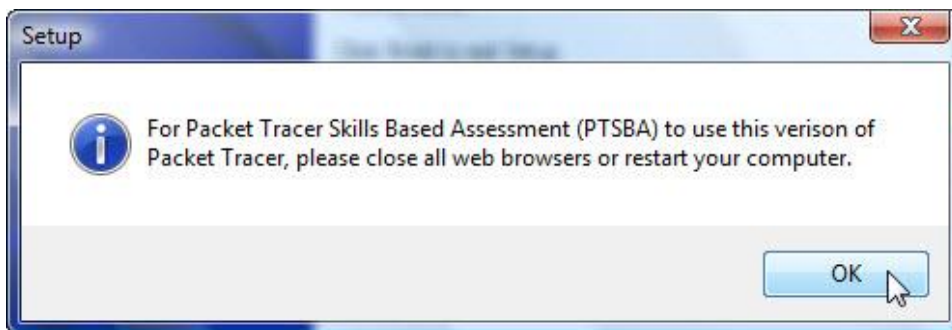 Setup
For Packet Tracer Skills Based Assessment (PTSBA) to use this verison of
Packet Tracer, please close all web browsers or restart your computer.
OK